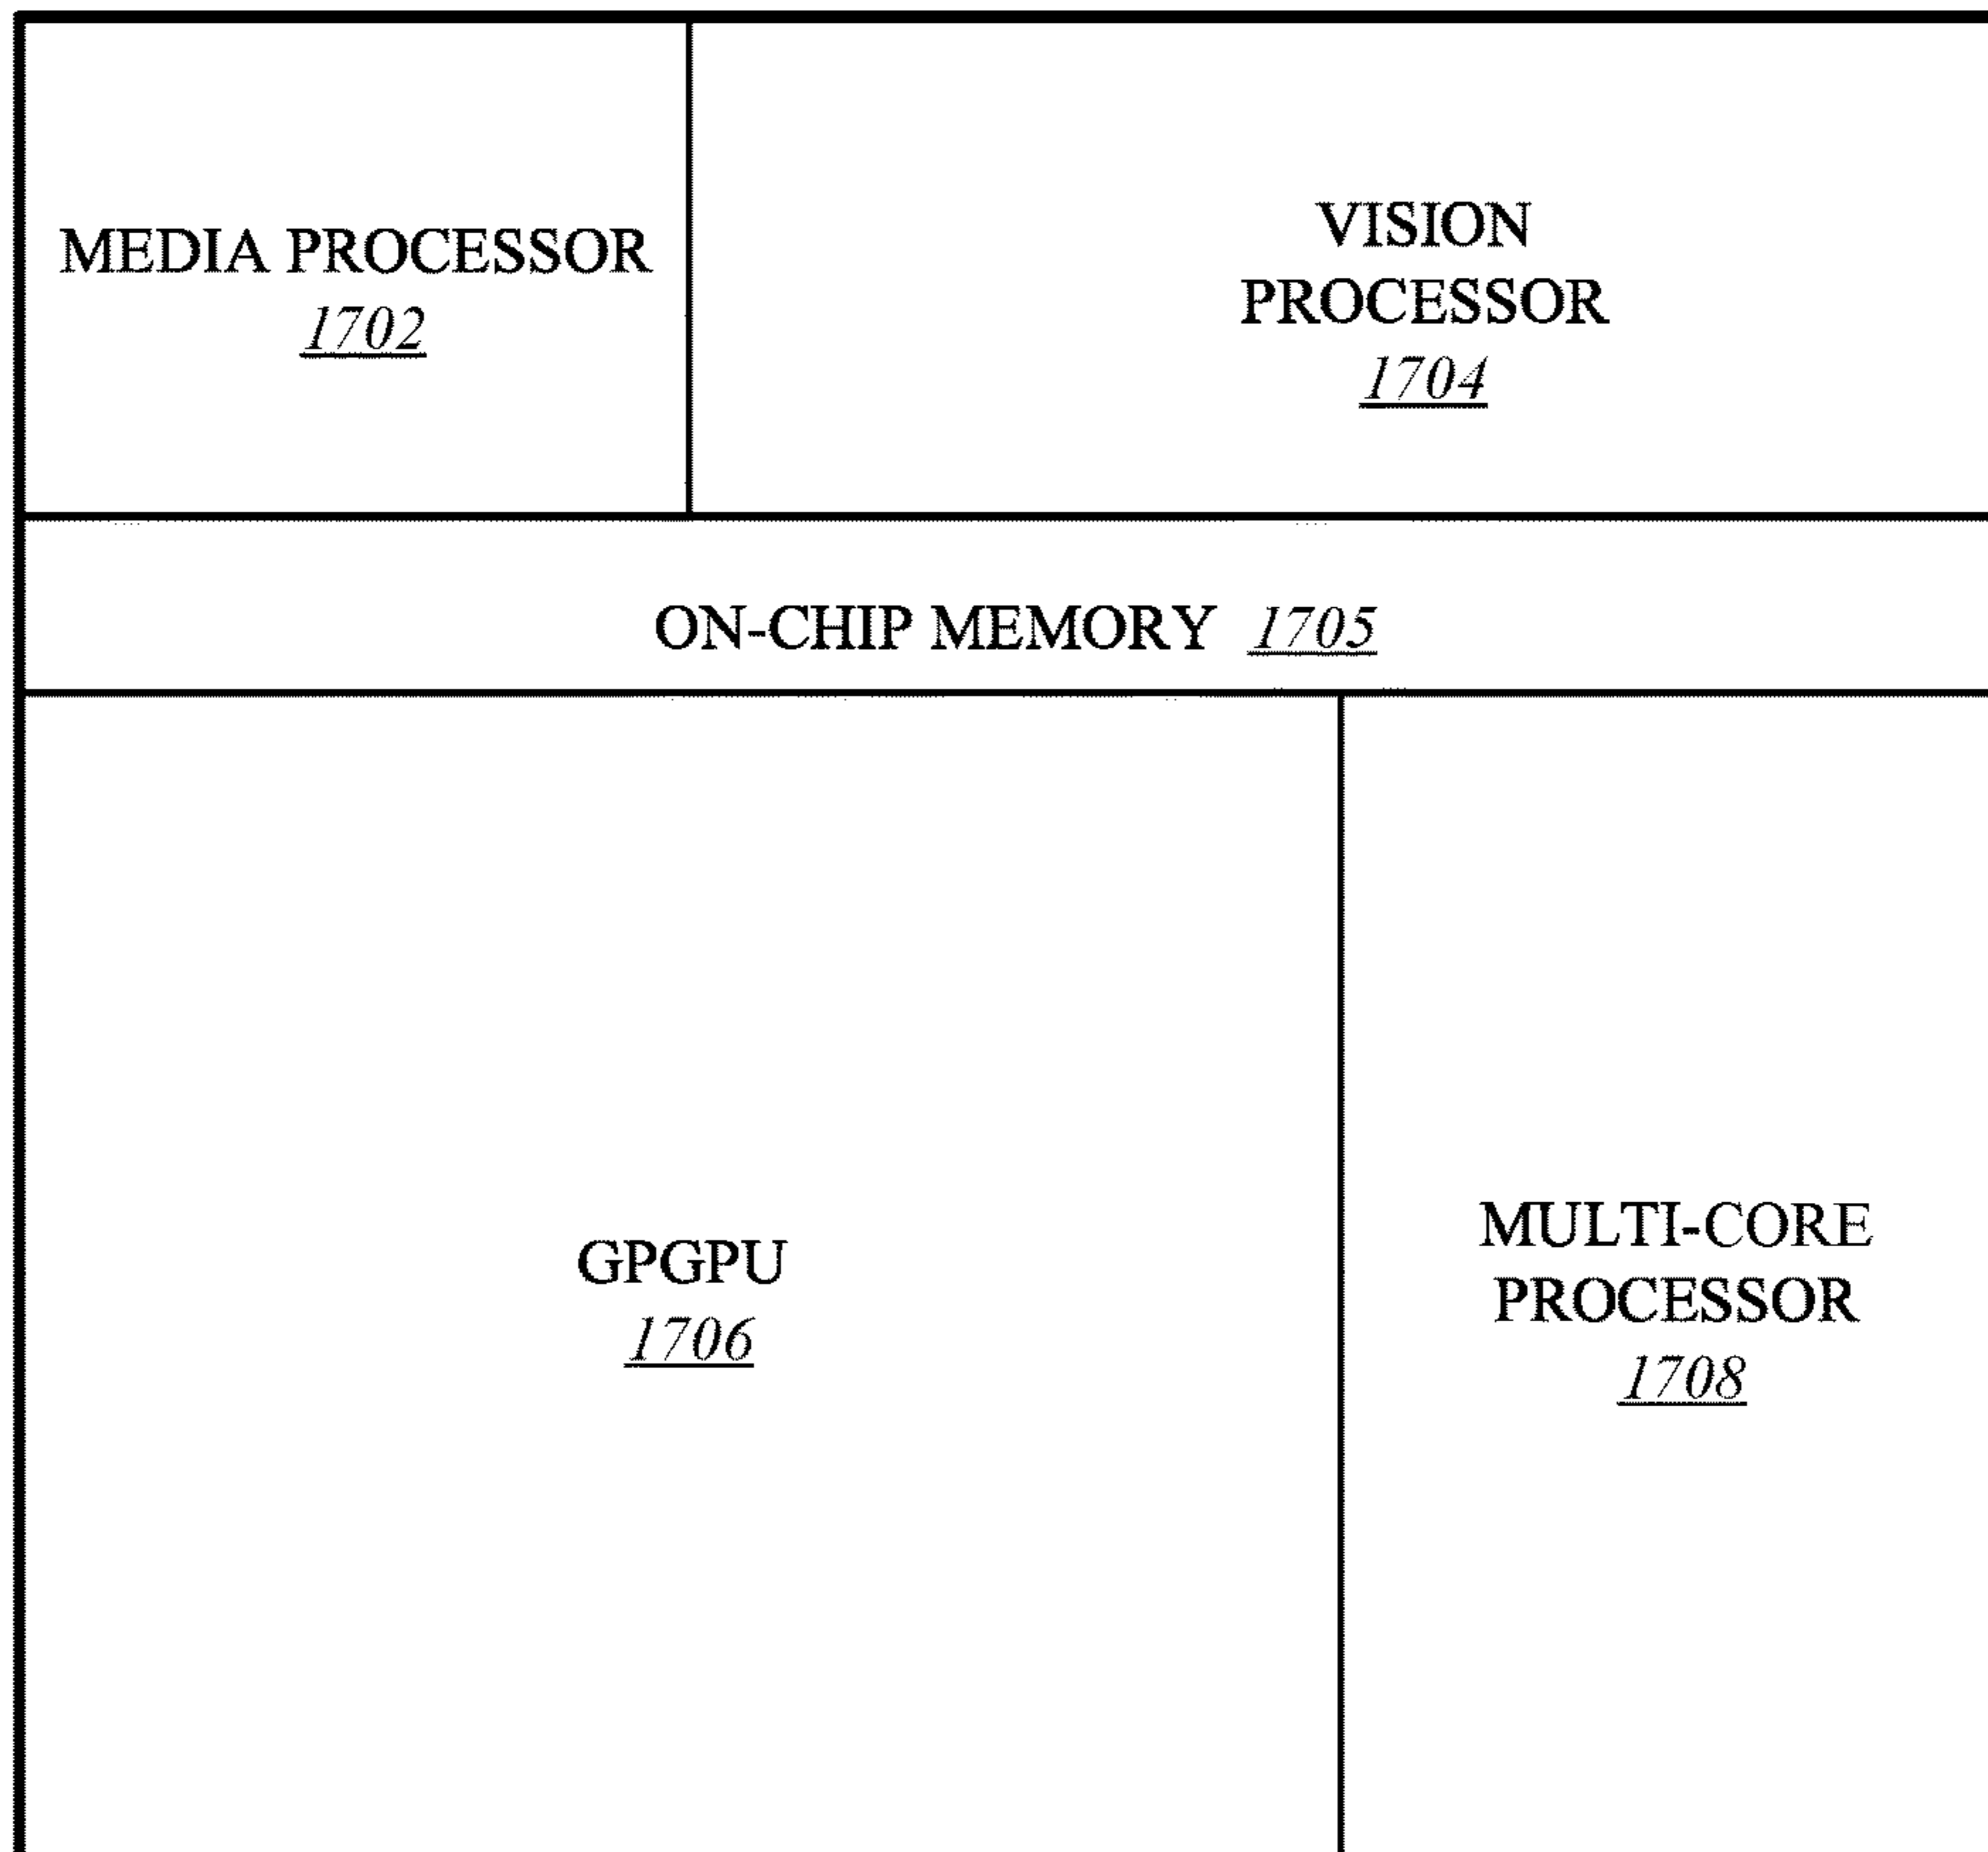 MEDIA PROCESSOR
1702
VISION
PROCESSOR
1704
ON-CHIP MEMORY 1705
GPGPU
1706
MULTI-CORE
PROCESSOR
1708